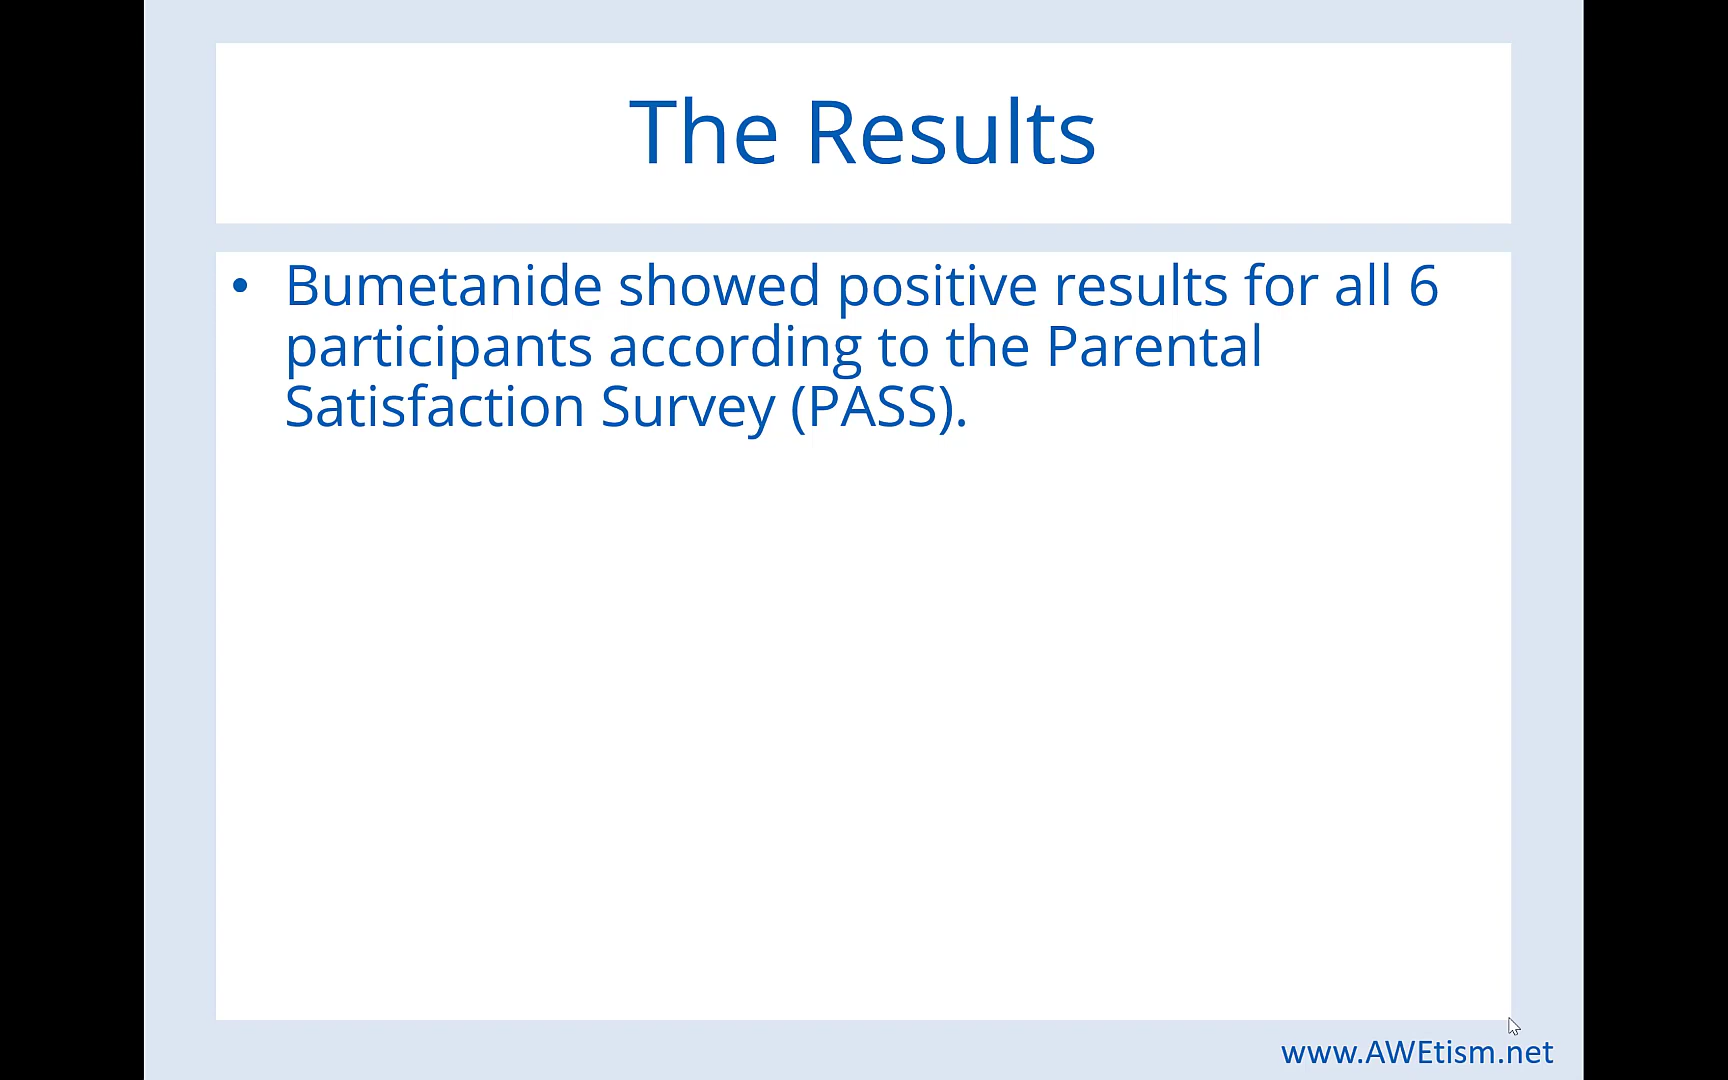 The Results
• Bumetanide showed positive results for all 6
participants according to the Parental
Satisfaction Survey (PASS).
www.AWEtism.net